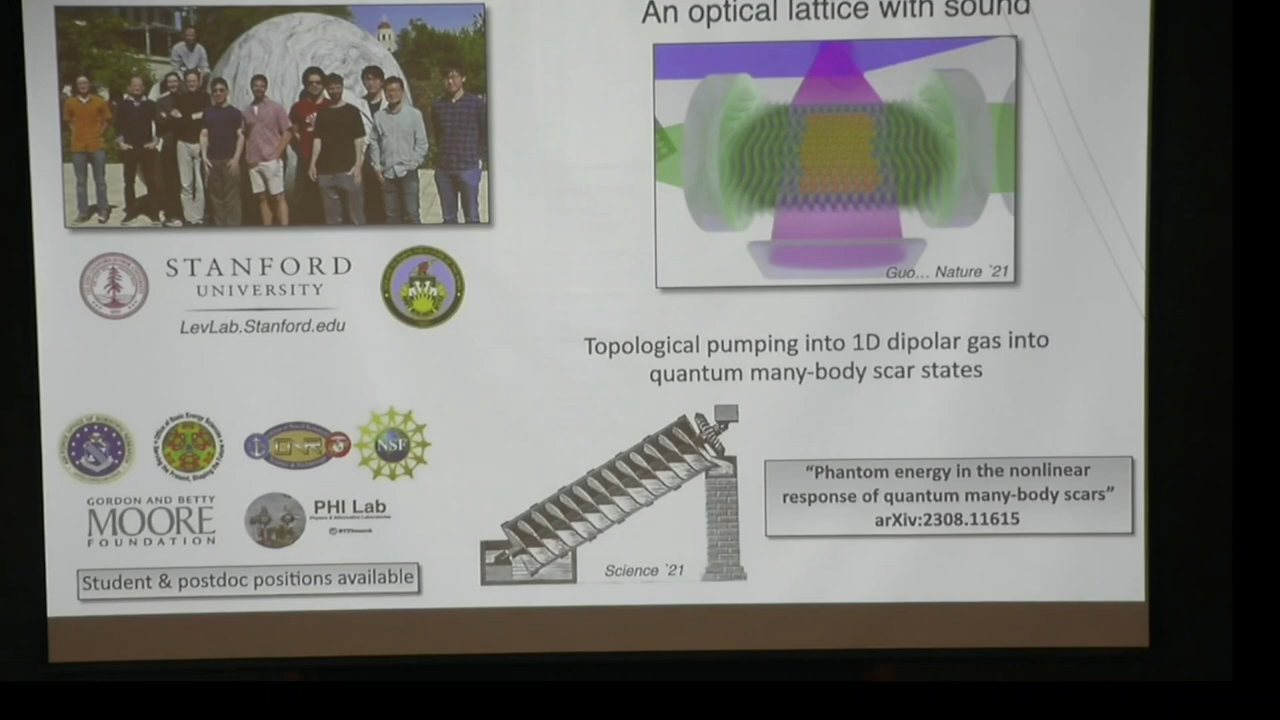 An optical lattice with sound
Guo... Nature '21
STANFORD
UNIVERSITY
LevLab.Stanford.edu
Topological pumping into 1D dipolar gas into
quantum many-body scar states
NSF
GORDON AND BETTY
MOORE
FOUNDATION
PHI Lab
Student & postdoc positions available
Science '21
“Phantom energy in the nonlinear
response of quantum many-body scars”
arXiv:2308.11615